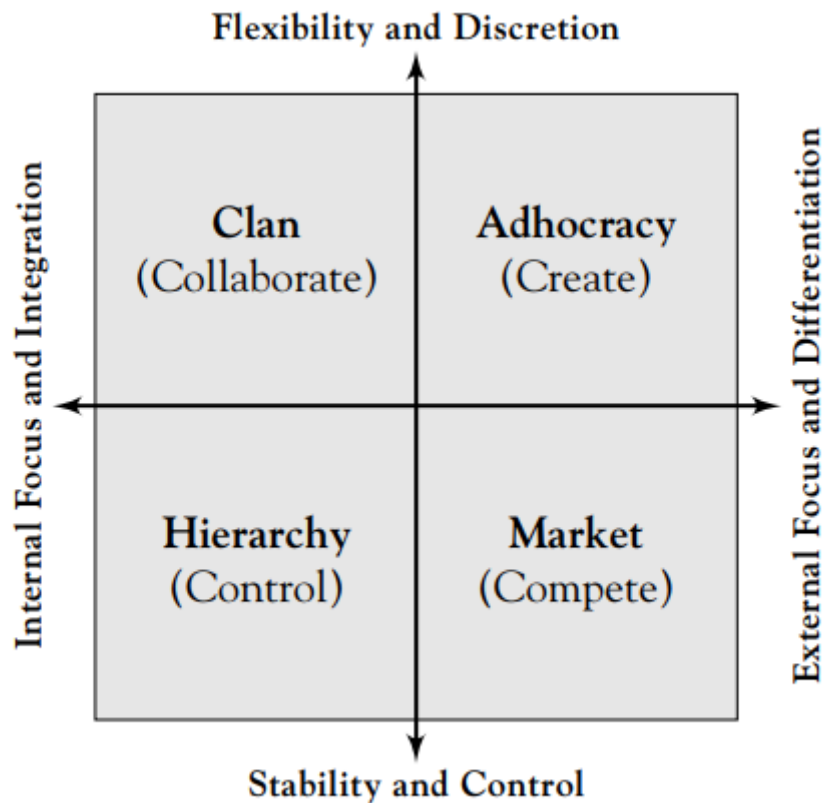 Flexibility and Discretion
Internal Focus and Integration
Clan
(Collaborate)
Adhocracy
(Create)
External Focus and Differentiation
Hierarchy
(Control)
Market
(Compete)
Stability and Control